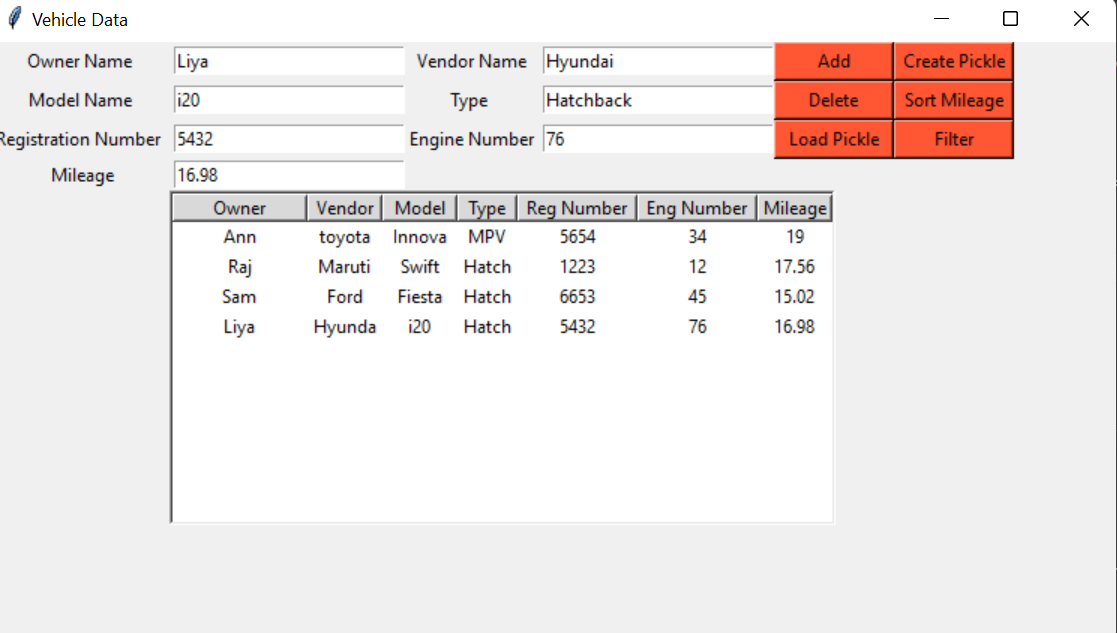 Vehicle Data
Owner Name Liya Vendor Name Hyundai Add Create Pickle
Model Name i20 Type Hatchback Delete Sort Mileage
Registration Number 5432 Engine Number 76 Load Pickle Filter
Mileage 16.98
Owner Vendor Model Type Reg Number Eng Number Mileage
Ann toyota Innova MPV 5654 34 19
Raj Maruti Swift Hatch 1223 12 17.56
Sam Ford Fiesta Hatch 6653 45 15.02
Liya Hyunda i20 Hatch 5432 76 16.98